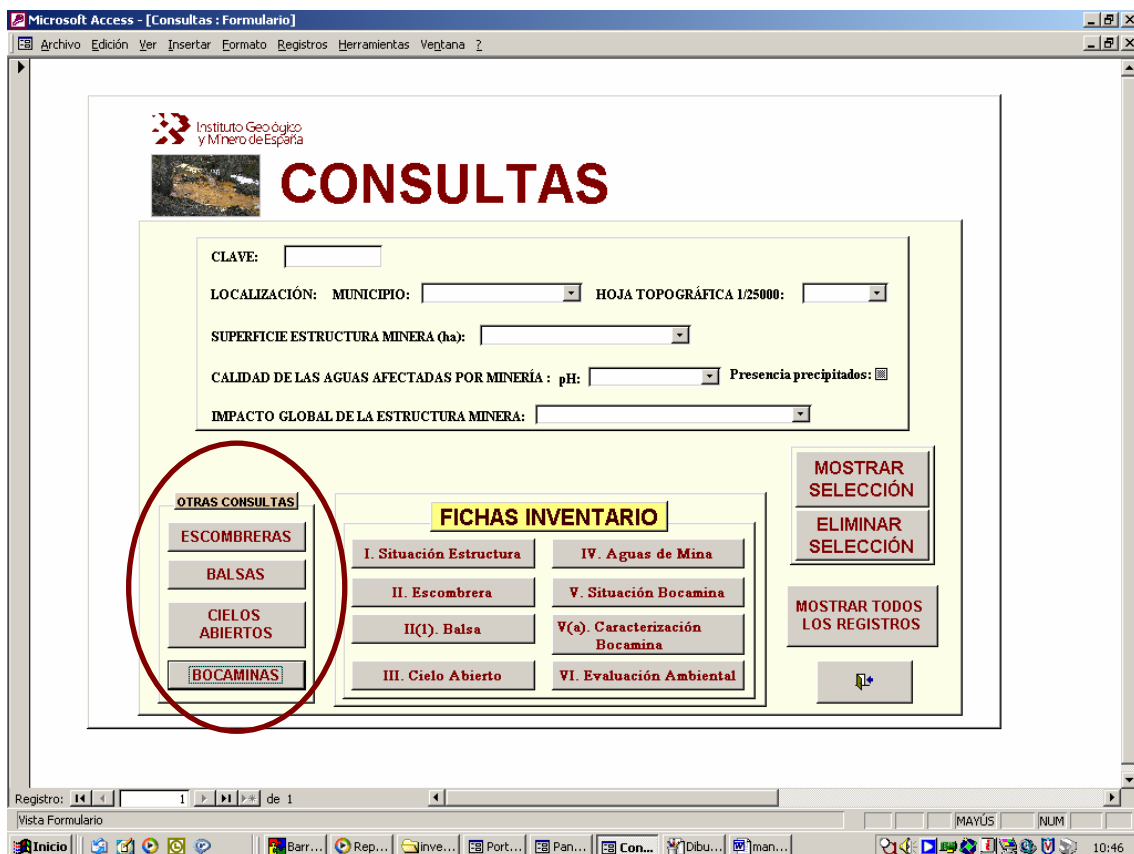 Microsoft Access - [Consultas : Formulario]
Archivo Edición Ver Insertar Formato Registros Herramientas Ventana ?
Instituto Geológico
y Minero de España
CONSULTAS
CLAVE:
LOCALIZACIÓN: MUNICIPIO: HOJA TOPOGRÁFICA 1/25000:
SUPERFICIE ESTRUCTURA MINERA (ha):
CALIDAD DE LAS AGUAS AFECTADAS POR MINERÍA : pH: Presencia precipitados:
IMPACTO GLOBAL DE LA ESTRUCTURA MINERA:
OTRAS CONSULTAS
ESCOMBRERAS
BALSAS
CIELOS
ABIERTOS
BOCAMINAS
FICHAS INVENTARIO
I. Situación Estructura
II. Escombrera
II(1). Balsa
III. Cielo Abierto
IV. Aguas de Mina
V. Situación Bocamina
V(a). Caracterización
Bocamina
VI. Evaluación Ambiental
MOSTRAR
SELECCIÓN
ELIMINAR
SELECCIÓN
MOSTRAR TODOS
LOS REGISTROS
Registro: 1 de 1
Vista Formulario MAYÚS NUM
Inicio Barr... Rep... inve... Port... Pan... Con... Dibu... man... 10:46